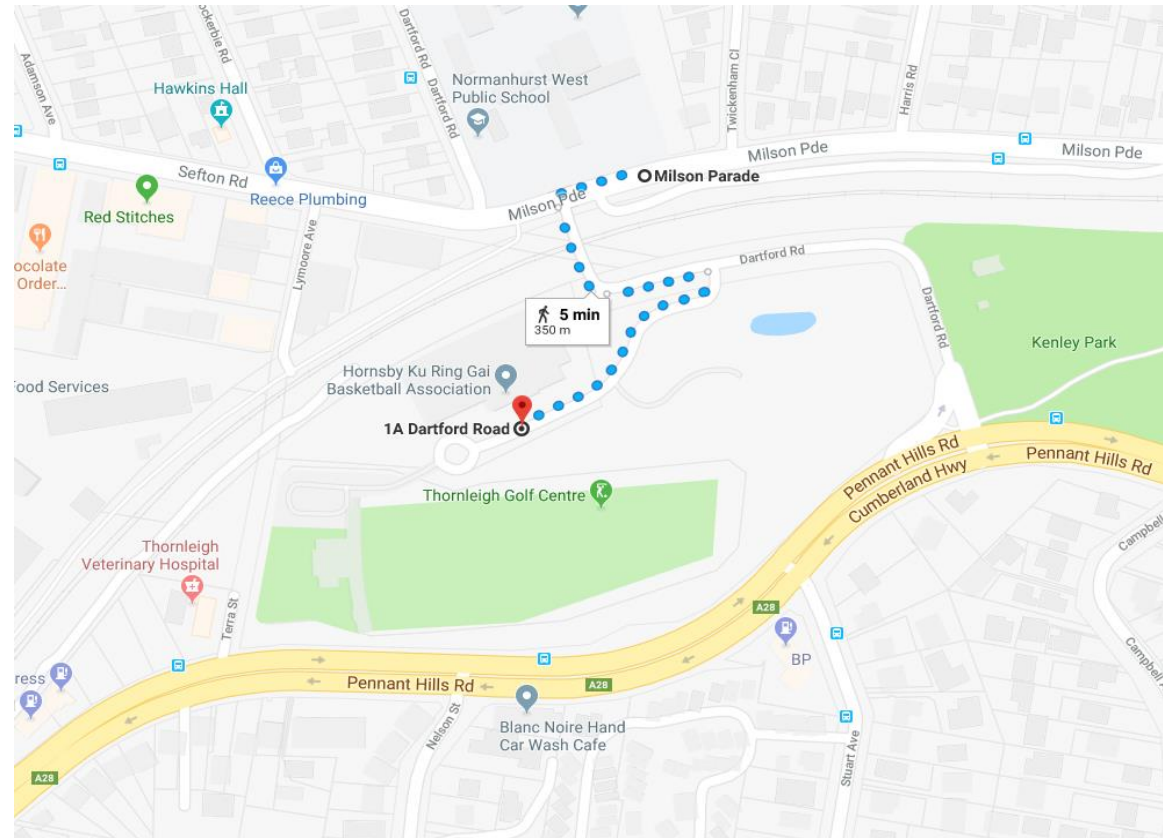 ockerbie Rd
Adamson Ave
Hawkins Hall
Dartford Rd
Dartford Rd
Normanhurst West
Public School
Twickenham Cl
Harris Rd
Milson Pde
Milson Pde
Sefton Rd
Reece Plumbing
Milson Parade
Milson Pde
Red Stitches
ocolate
Order...
Lymoore Ave
Dartford Rd
Dartford Rd
5 min
350 m
Kenley Park
Hornsby Ku Ring Gai
Basketball Association
ood Services
1A Dartford Road
Pennant Hills Rd
Cumberland Hwy
Pennant Hills Rd
Thornleigh Golf Centre
Campbell
Thornleigh
Veterinary Hospital
Terra St
A28
BP
Campbell
ress
Pennant Hills Rd
A28
Nelson St
Blanc Noire Hand
Car Wash Cafe
Stuart Ave
A28